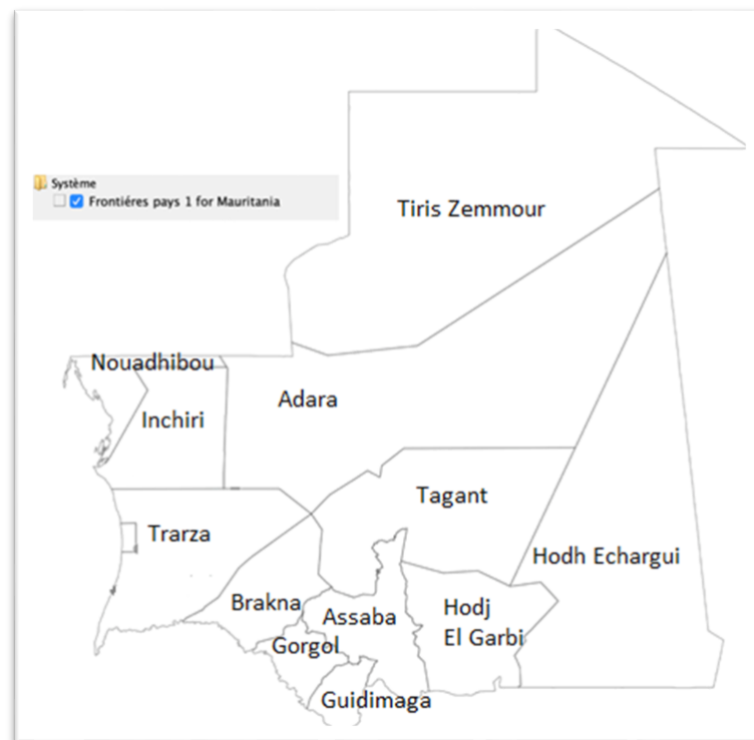 Système
Frontiéres pays 1 for Mauritania
Tiris Zemmour
Nouadhibou
Adara
Inchiri
Tagant
Trarza
Hodh Echargui
Brakna
Assaba
Hodj
El Garbi
Gorgol
Guidimaga